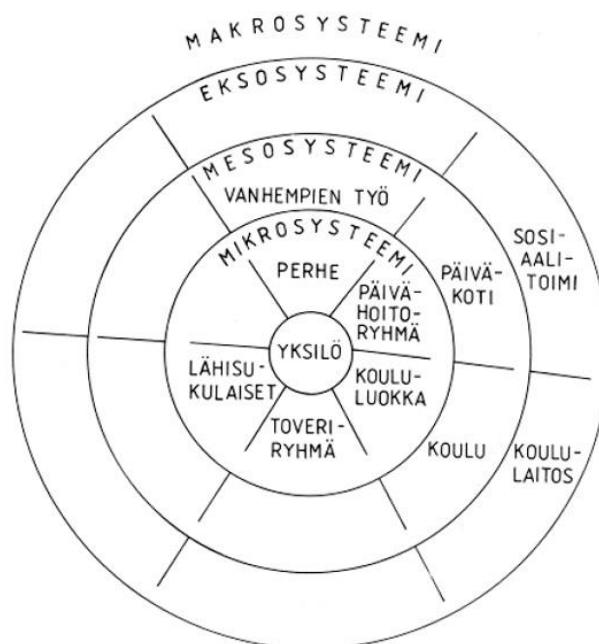 MAKROSYSTEEMI
EKSOSYSTEEMI
MESOSYSTEEMI
VANHEMPIEN TYÖ
MIKROSYSTEEMI
PERHE
PÄIVÄ-
HOITO-
RYHMÄ
PÄIVÄ-
KOTI
SOSI-
AALI-
TOIMI
YKSILÖ
LÄHISU-
KULAISET
KOULU-
LUOKKA
TOVERI-
RYHMÄ
KOULU
KOULU-
LAITOS